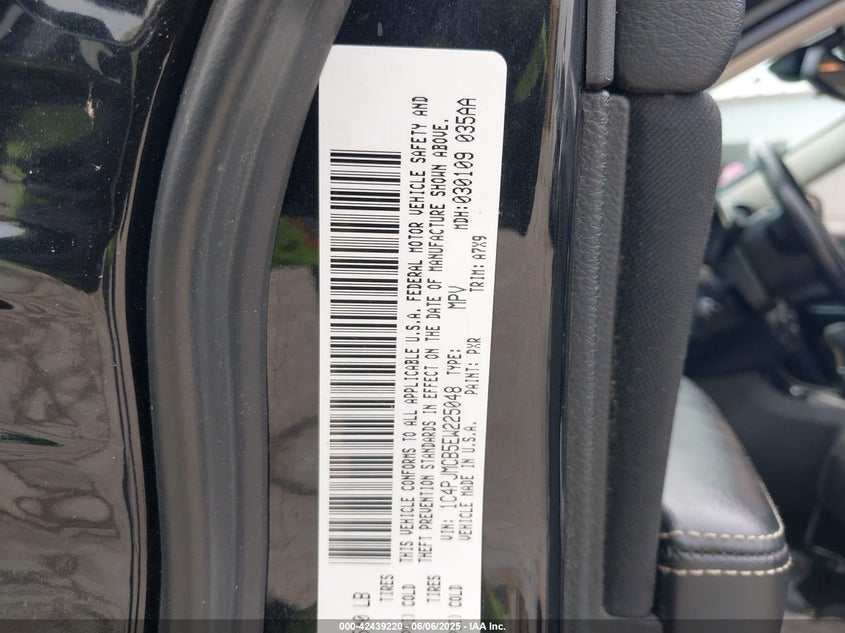 THIS VEHICLE CONFORMS TO ALL APPLICABLE U.S.A. FEDERAL MOTOR VEHICLE SAFETY AND
THEFT PREVENTION STANDARDS IN EFFECT ON THE DATE OF MANUFACTURE SHOWN ABOVE.
VIN: 1C4PJMCB5EW225048 TYPE: MPV MDH:030109 035AA
VEHICLE MADE IN U.S.A. PAINT: PXR TRIM:A7X9
LB
TIRES
COLD
TIRES
COLD
000-42439220 - 06/06/2025 - IAA, Inc.